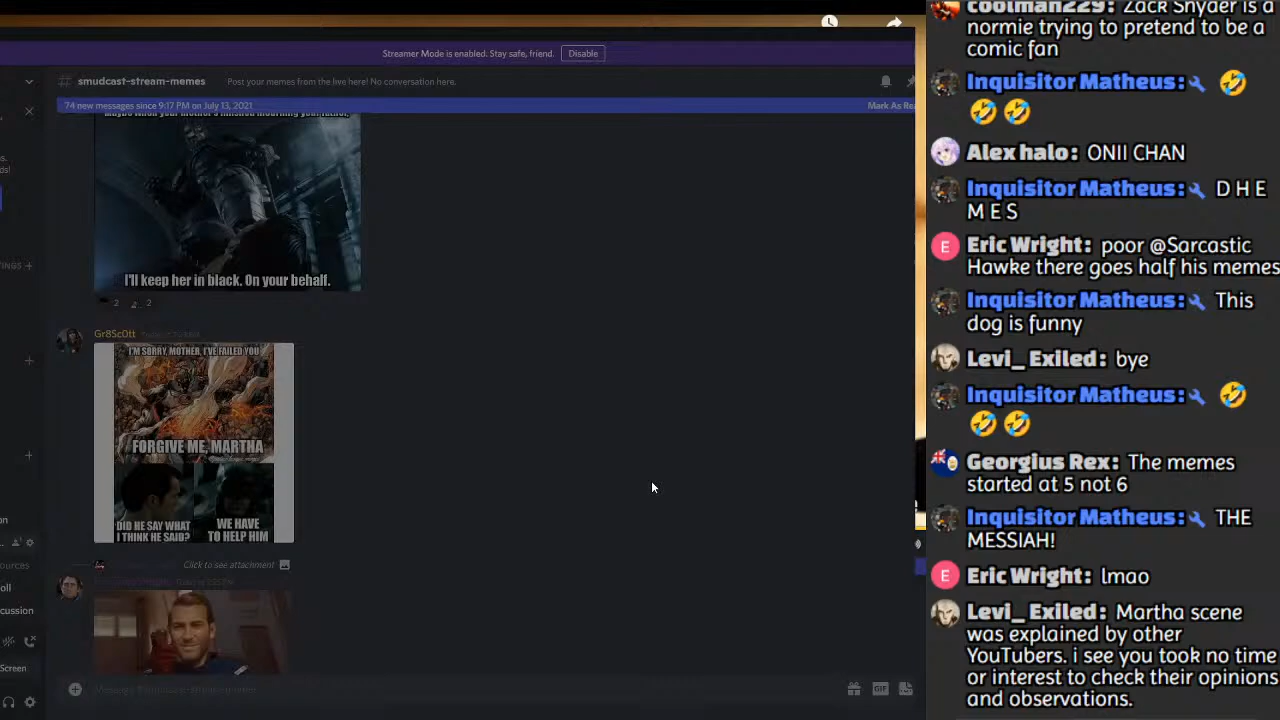 Streamer Mode is enabled. Stay safe, friend.
Disable
smudcast-stream-memes
Post your memes from the live here! No conversation here.
74 new messages since 9:17 PM on July 13, 2021
Mark As Re
I'll keep her in black. On your behalf.
2
2
Gr8Sc0tt
I'M SORRY, MOTHER, I'VE FAILED YOU
FORGIVE ME, MARTHA
DID HE SAY WHAT
I THINK HE SAID?
WE HAVE
TO HELP HIM
Click to see attachment
GIF
Screen
coolman229: Zack Snyder is a
normie trying to pretend to be a
comic fan
Inquisitor Matheus: 🤣
🤣 🤣
Alex halo: ONII CHAN
Inquisitor Matheus: D H E
M E S
Eric Wright: poor @Sarcastic
Hawke there goes half his memes
Inquisitor Matheus: This
dog is funny
Levi_Exiled: bye
Inquisitor Matheus: 🤣
🤣 🤣
Georgius Rex: The memes
started at 5 not 6
Inquisitor Matheus: THE
MESSIAH!
E
Eric Wright: lmao
Levi_Exiled: Martha scene
was explained by other
YouTubers. i see you took no time
or interest to check their opinions
and observations.